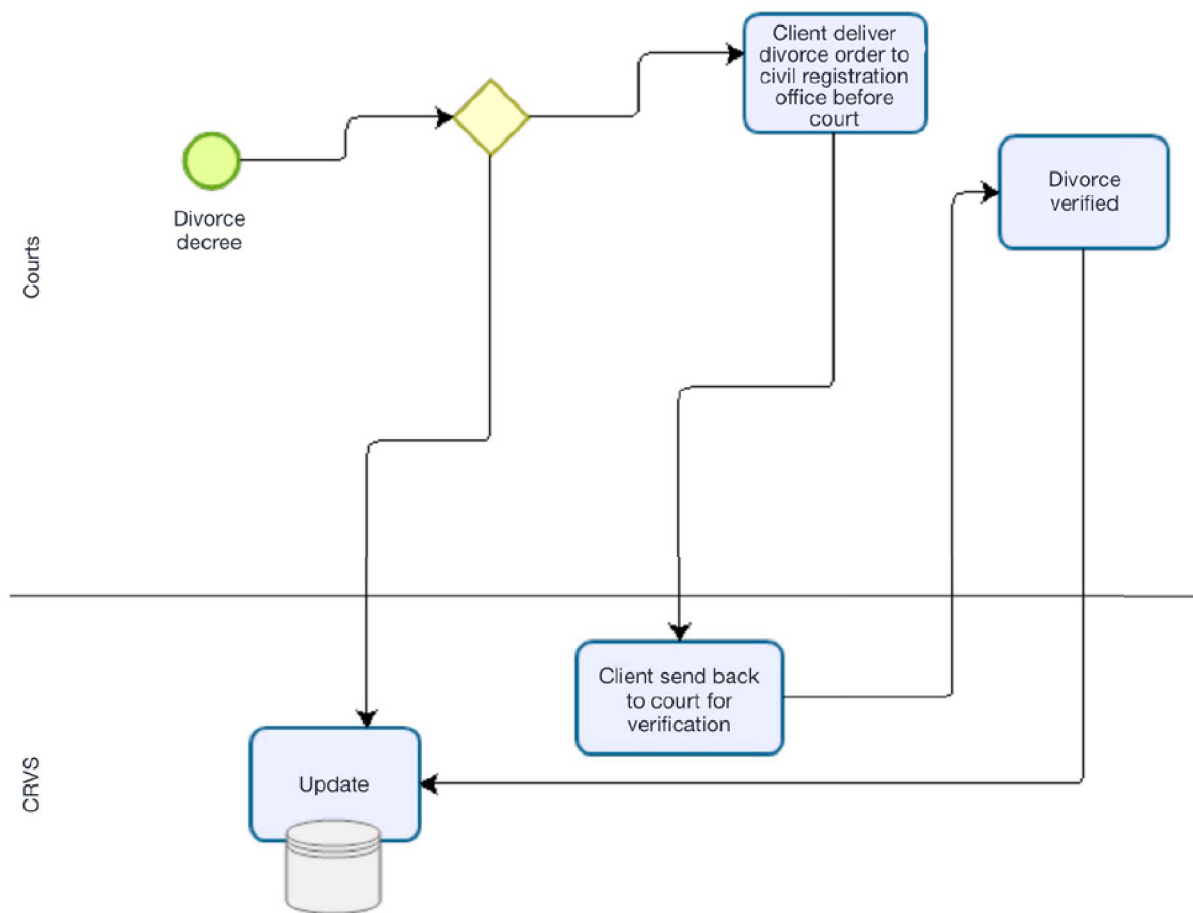 Client deliver
divorce order to
civil registration
office before
court
Divorce
verified
Divorce
decree
Courts
Client send back
to court for
verification
Update
CRVS